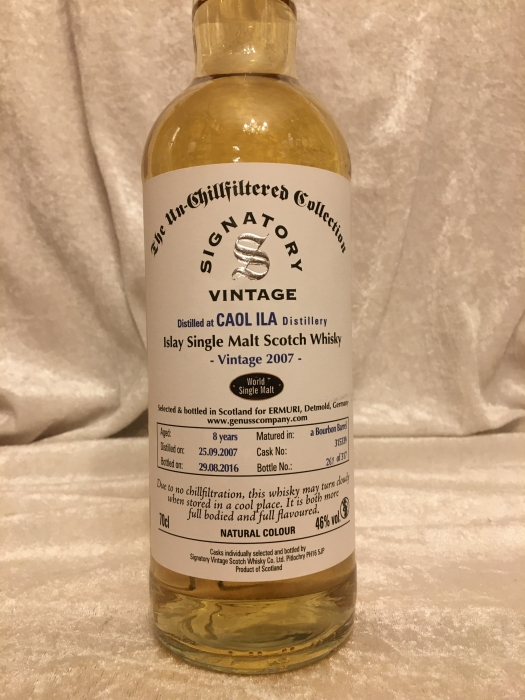 The Un-Chillfiltered Collection
SIGNATORY
S
VINTAGE
Distilled at CAOL ILA Distillery
Islay Single Malt Scotch Whisky
- Vintage 2007 -
World
Single Malt
Selected & bottled in Scotland for ERMURI, Detmold, Germany
www.genusscompany.com
Aged: 8 years Matured in: a Bourbon Barrel
Distilled on: 25.09.2007 Cask No:
Bottled on: 29.08.2016 Bottle No.: of
Due to no chillfiltration, this whisky may turn cloudy
when stored in a cool place. It is both more
full bodied and full flavoured.
70cl NATURAL COLOUR 46% vol
Casks individually selected and bottled by
Signatory Vintage Scotch Whisky Co. Ltd. Pitlochry PH16 5JP
Product of Scotland